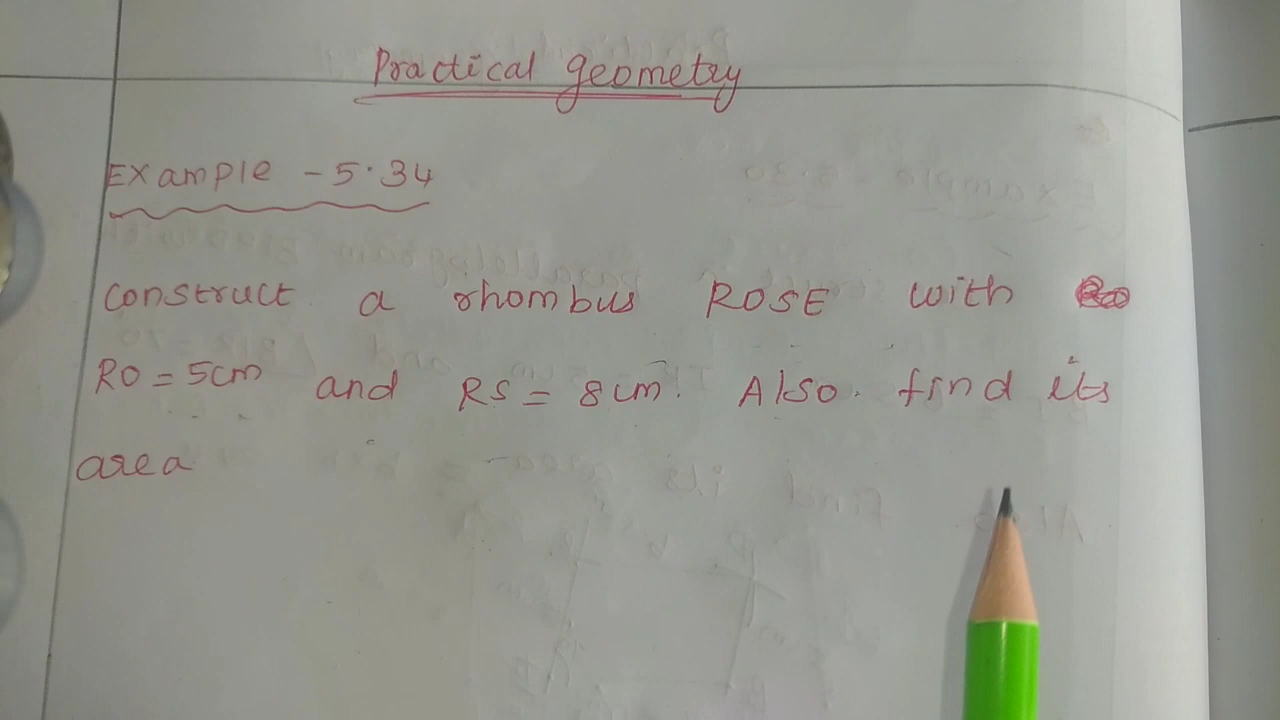 Practical geometry
Example - 5.34
construct a rhombus ROSE with
RO = 5cm and RS = 8cm. Also find its
area